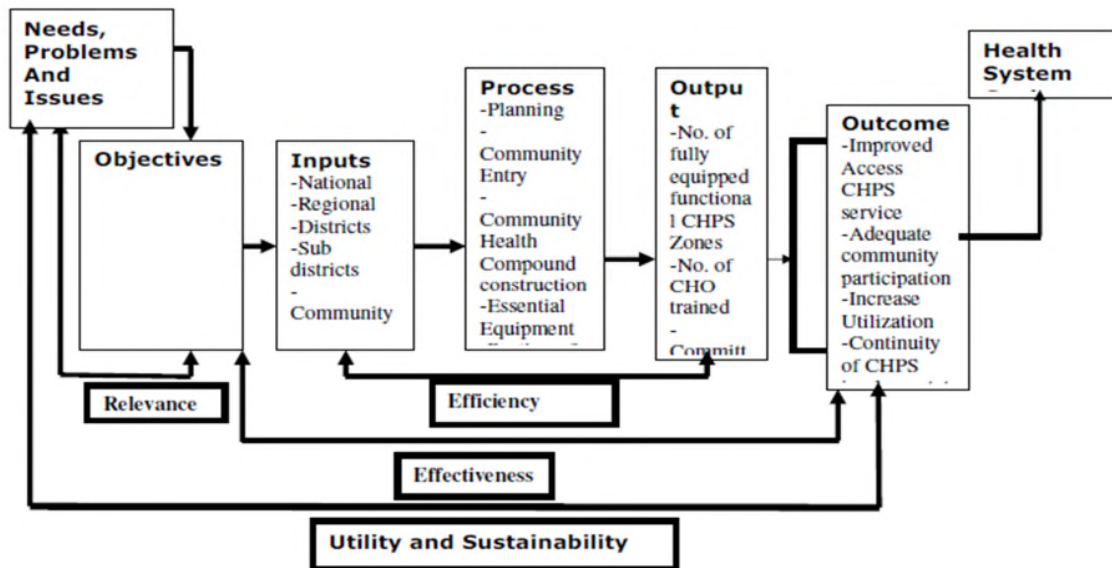 Needs,
Problems
And
Issues
Objectives
Inputs
-National
-Regional
-Districts
-Sub
districts
-
Community
Process
-Planning
-
Community
Entry
-
Community
Health
Compound
construction
-Essential
Equipment
Outpu
t
-No. of
fully
equipped
functiona
l CHPS
Zones
-No. of
CHO
trained
-
Committ
Outcome
-Improved
Access
CHPS
service
-Adequate
community
participation
-Increase
Utilization
-Continuity
of CHPS
Health
System
Relevance
Efficiency
Effectiveness
Utility and Sustainability